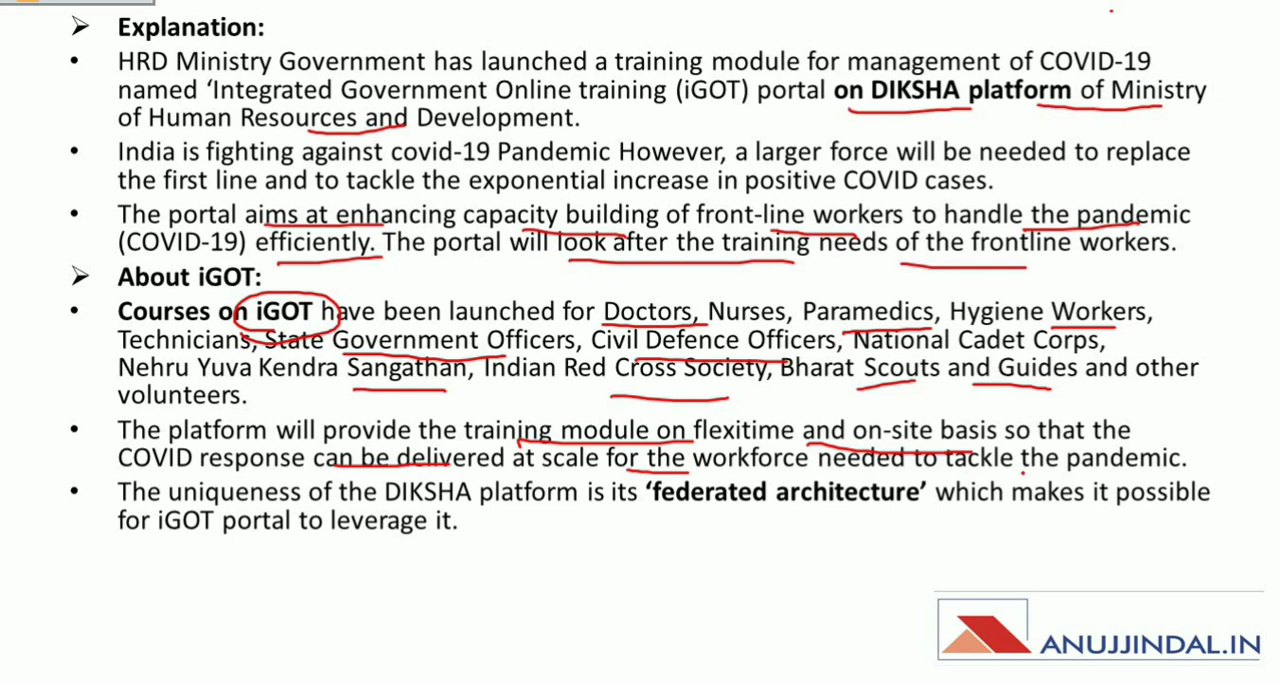 ➢ Explanation:
• HRD Ministry Government has launched a training module for management of COVID-19
named ‘Integrated Government Online training (iGOT) portal on DIKSHA platform of Ministry
of Human Resources and Development.
• India is fighting against covid-19 Pandemic However, a larger force will be needed to replace
the first line and to tackle the exponential increase in positive COVID cases.
• The portal aims at enhancing capacity building of front-line workers to handle the pandemic
(COVID-19) efficiently. The portal will look after the training needs of the frontline workers.
➢ About iGOT:
• Courses on iGOT have been launched for Doctors, Nurses, Paramedics, Hygiene Workers,
Technicians, State Government Officers, Civil Defence Officers, National Cadet Corps,
Nehru Yuva Kendra Sangathan, Indian Red Cross Society, Bharat Scouts and Guides and other
volunteers.
• The platform will provide the training module on flexitime and on-site basis so that the
COVID response can be delivered at scale for the workforce needed to tackle the pandemic.
• The uniqueness of the DIKSHA platform is its ‘federated architecture’ which makes it possible
for iGOT portal to leverage it.
ANUJJINDAL.IN